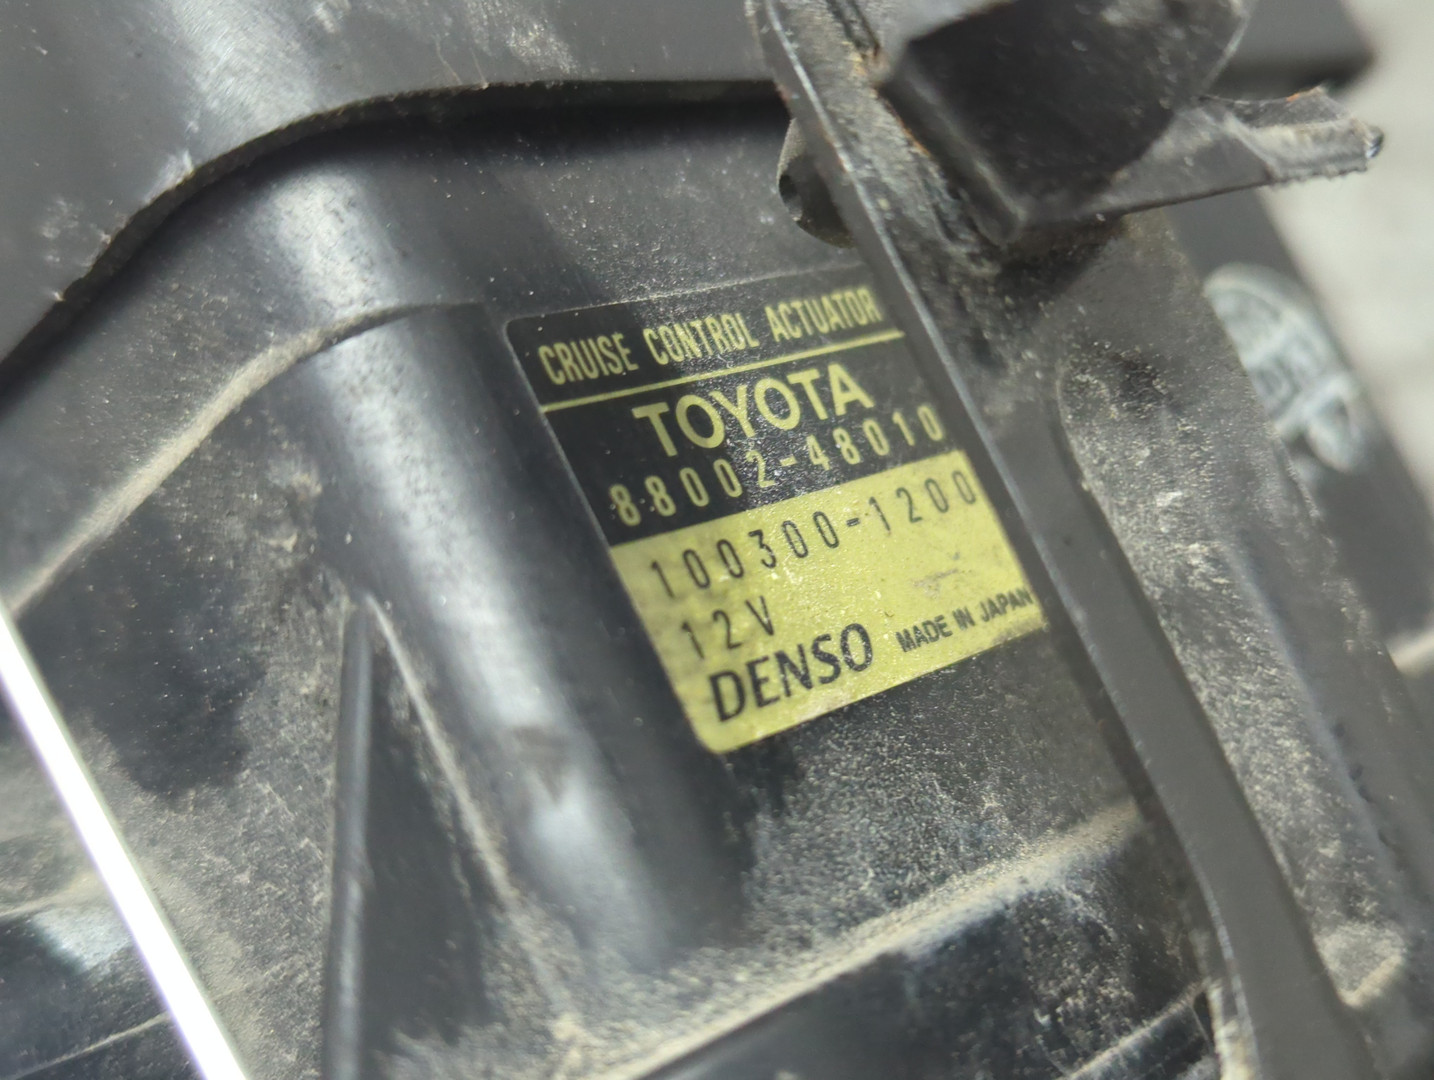 CRUISE CONTROL ACTUATOR
TOYOTA
88002-48010
100300-1200
12V
DENSO MADE IN JAPAN